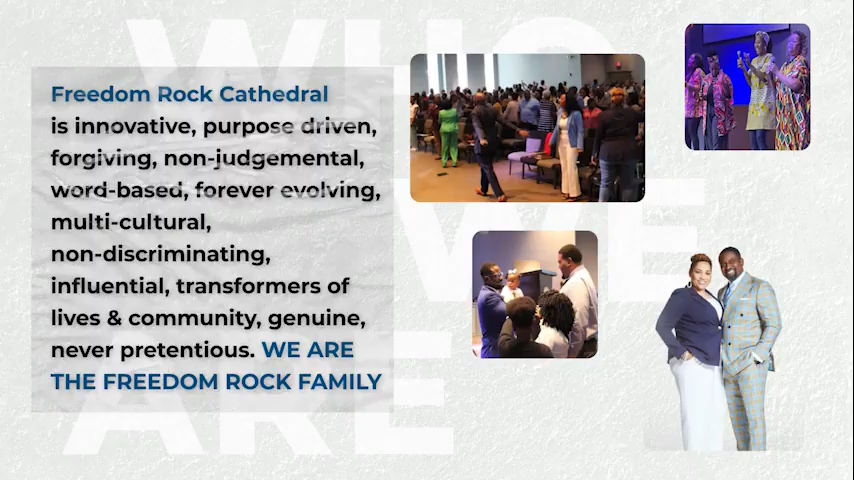 WHO
WE
ARE
Freedom Rock Cathedral
is innovative, purpose driven,
forgiving, non-judgemental,
word-based, forever evolving,
multi-cultural,
non-discriminating,
influential, transformers of
lives & community, genuine,
never pretentious. WE ARE
THE FREEDOM ROCK FAMILY